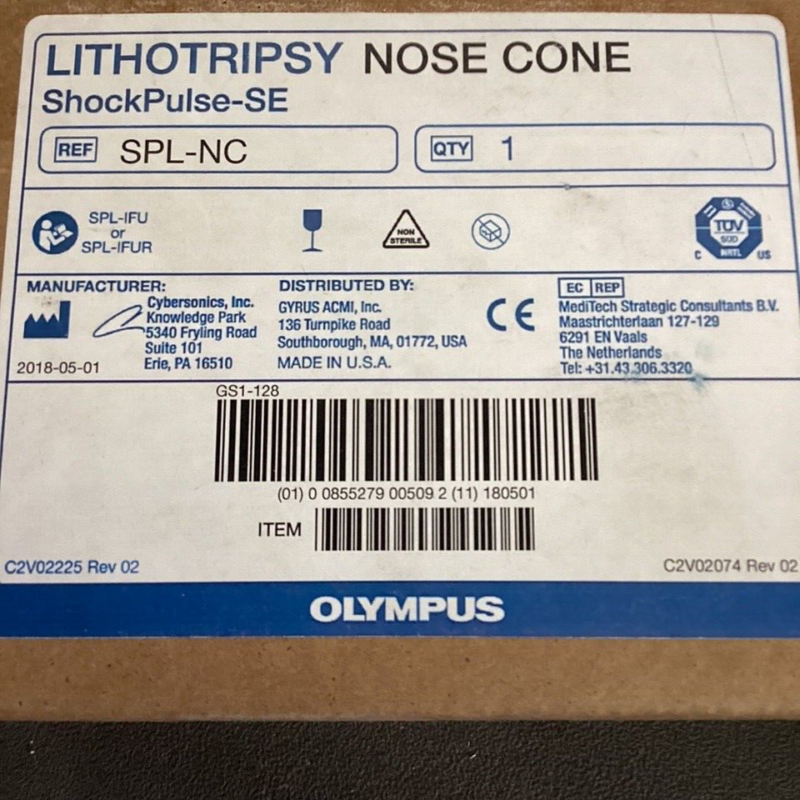 LITHOTRIPSY NOSE CONE
ShockPulse-SE
REF SPL-NC
QTY 1
SPL-IFU
or
SPL-IFUR
NON
STERILE
TÜV
SÜD
C NRTL US
MANUFACTURER:
Cybersonics, Inc.
Knowledge Park
5340 Fryling Road
Suite 101
Erie, PA 16510
2018-05-01
DISTRIBUTED BY:
GYRUS ACMI, Inc.
136 Turnpike Road
Southborough, MA, 01772, USA
MADE IN U.S.A.
CE
EC REP
MediTech Strategic Consultants B.V.
Maastrichterlaan 127-129
6291 EN Vaals
The Netherlands
Tel: +31.43.306.3320
GS1-128
(01) 0 0855279 00509 2 (11) 180501
ITEM
C2V02225 Rev 02
C2V02074 Rev 02
OLYMPUS